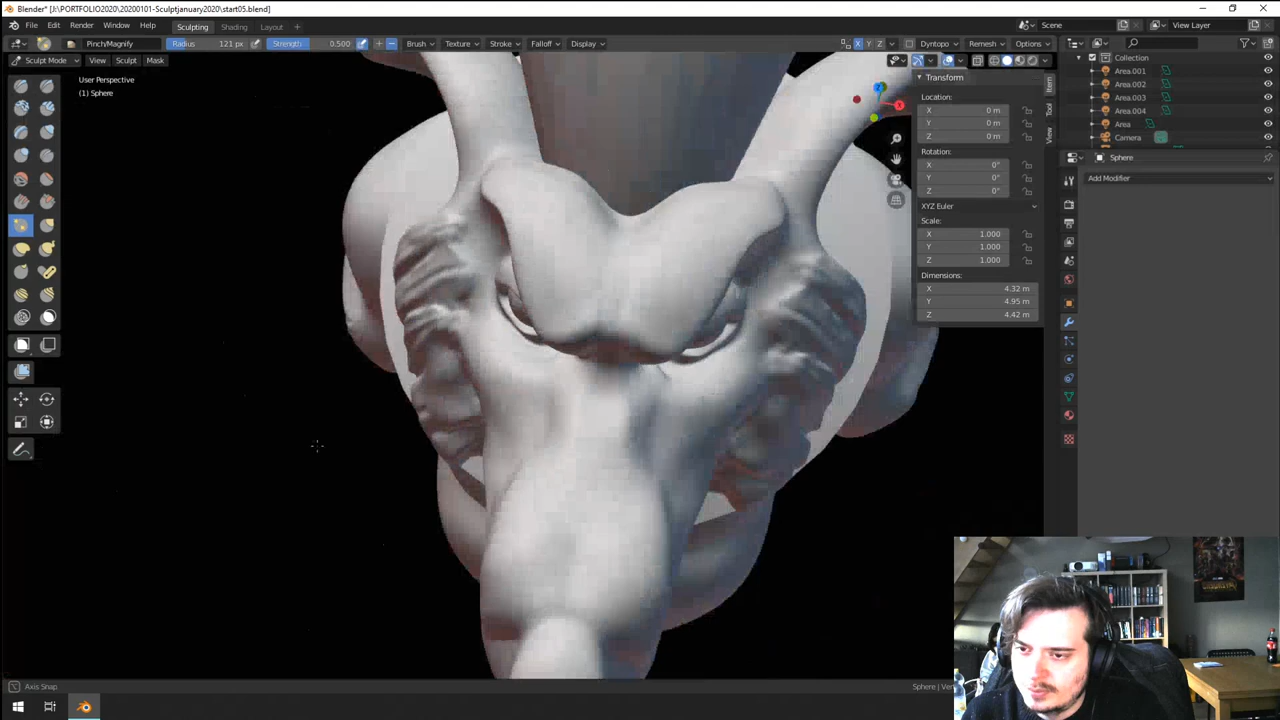 Blender* [J:\PORTFOLIO2020\20200101-Sculptjanuary2020\start05.blend]
File Edit Render Window Help Sculpting Shading Layout Scene View Layer
Pinch/Magnify Radius 121 px Strength 0.500 Brush Texture Stroke Falloff Display X Y Z Dyntopo Remesh Options
Sculpt Mode View Sculpt Mask
User Perspective
(1) Sphere
Transform
Location:
X 0 m
Y 0 m
Z 0 m
Rotation:
X 0°
Y 0°
Z 0°
XYZ Euler
Scale:
X 1.000
Y 1.000
Z 1.000
Dimensions:
X 4.32 m
Y 4.95 m
Z 4.42 m
Item
Tool
View
Collection
Area.001
Area.002
Area.003
Area.004
Area
Camera
Sphere
Add Modifier
Axis Snap
Sphere |